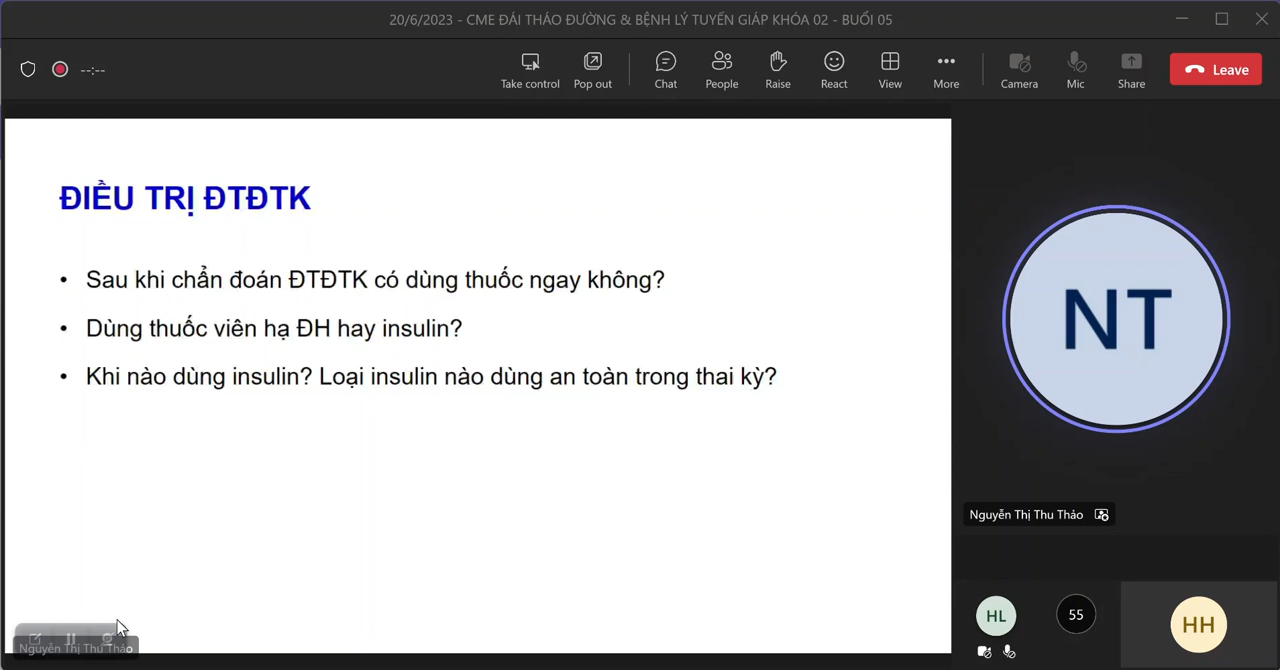 20/6/2023 - CME ĐÁI THÁO ĐƯỜNG & BỆNH LÝ TUYẾN GIÁP KHÓA 02 - BUỔI 05
--:--
Take control
Pop out
Chat
People
Raise
React
View
More
Camera
Mic
Share
Leave
ĐIỀU TRỊ ĐTĐTK
• Sau khi chẩn đoán ĐTĐTK có dùng thuốc ngay không?
• Dùng thuốc viên hạ ĐH hay insulin?
• Khi nào dùng insulin? Loại insulin nào dùng an toàn trong thai kỳ?
NT
Nguyễn Thị Thu Thảo
HL
55
HH
Nguyễn Thị Thu Thảo